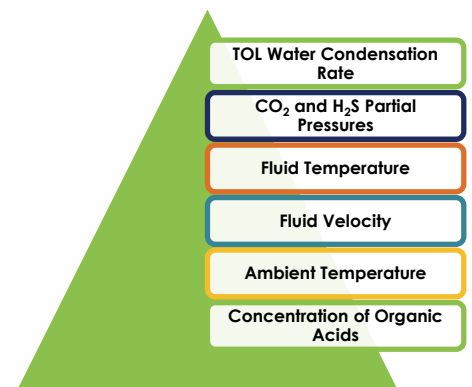 TOL Water Condensation
Rate
CO₂ and H₂S Partial
Pressures
Fluid Temperature
Fluid Velocity
Ambient Temperature
Concentration of Organic
Acids